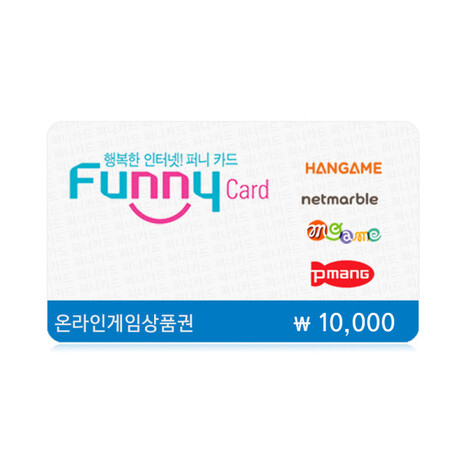 행복한 인터넷! 퍼니 카드
Funny Card
HANGAME
netmarble
mgame
pmang
온라인게임상품권
₩ 10,000